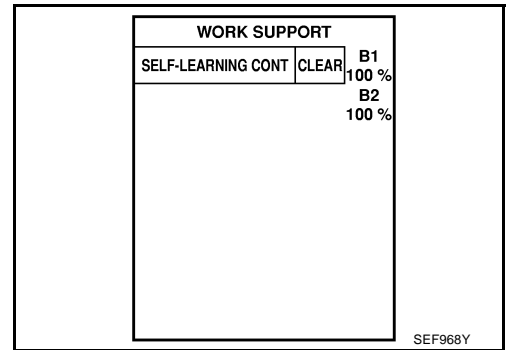 WORK SUPPORT
SELF-LEARNING CONT CLEAR B1
100 %
B2
100 %
SEF968Y